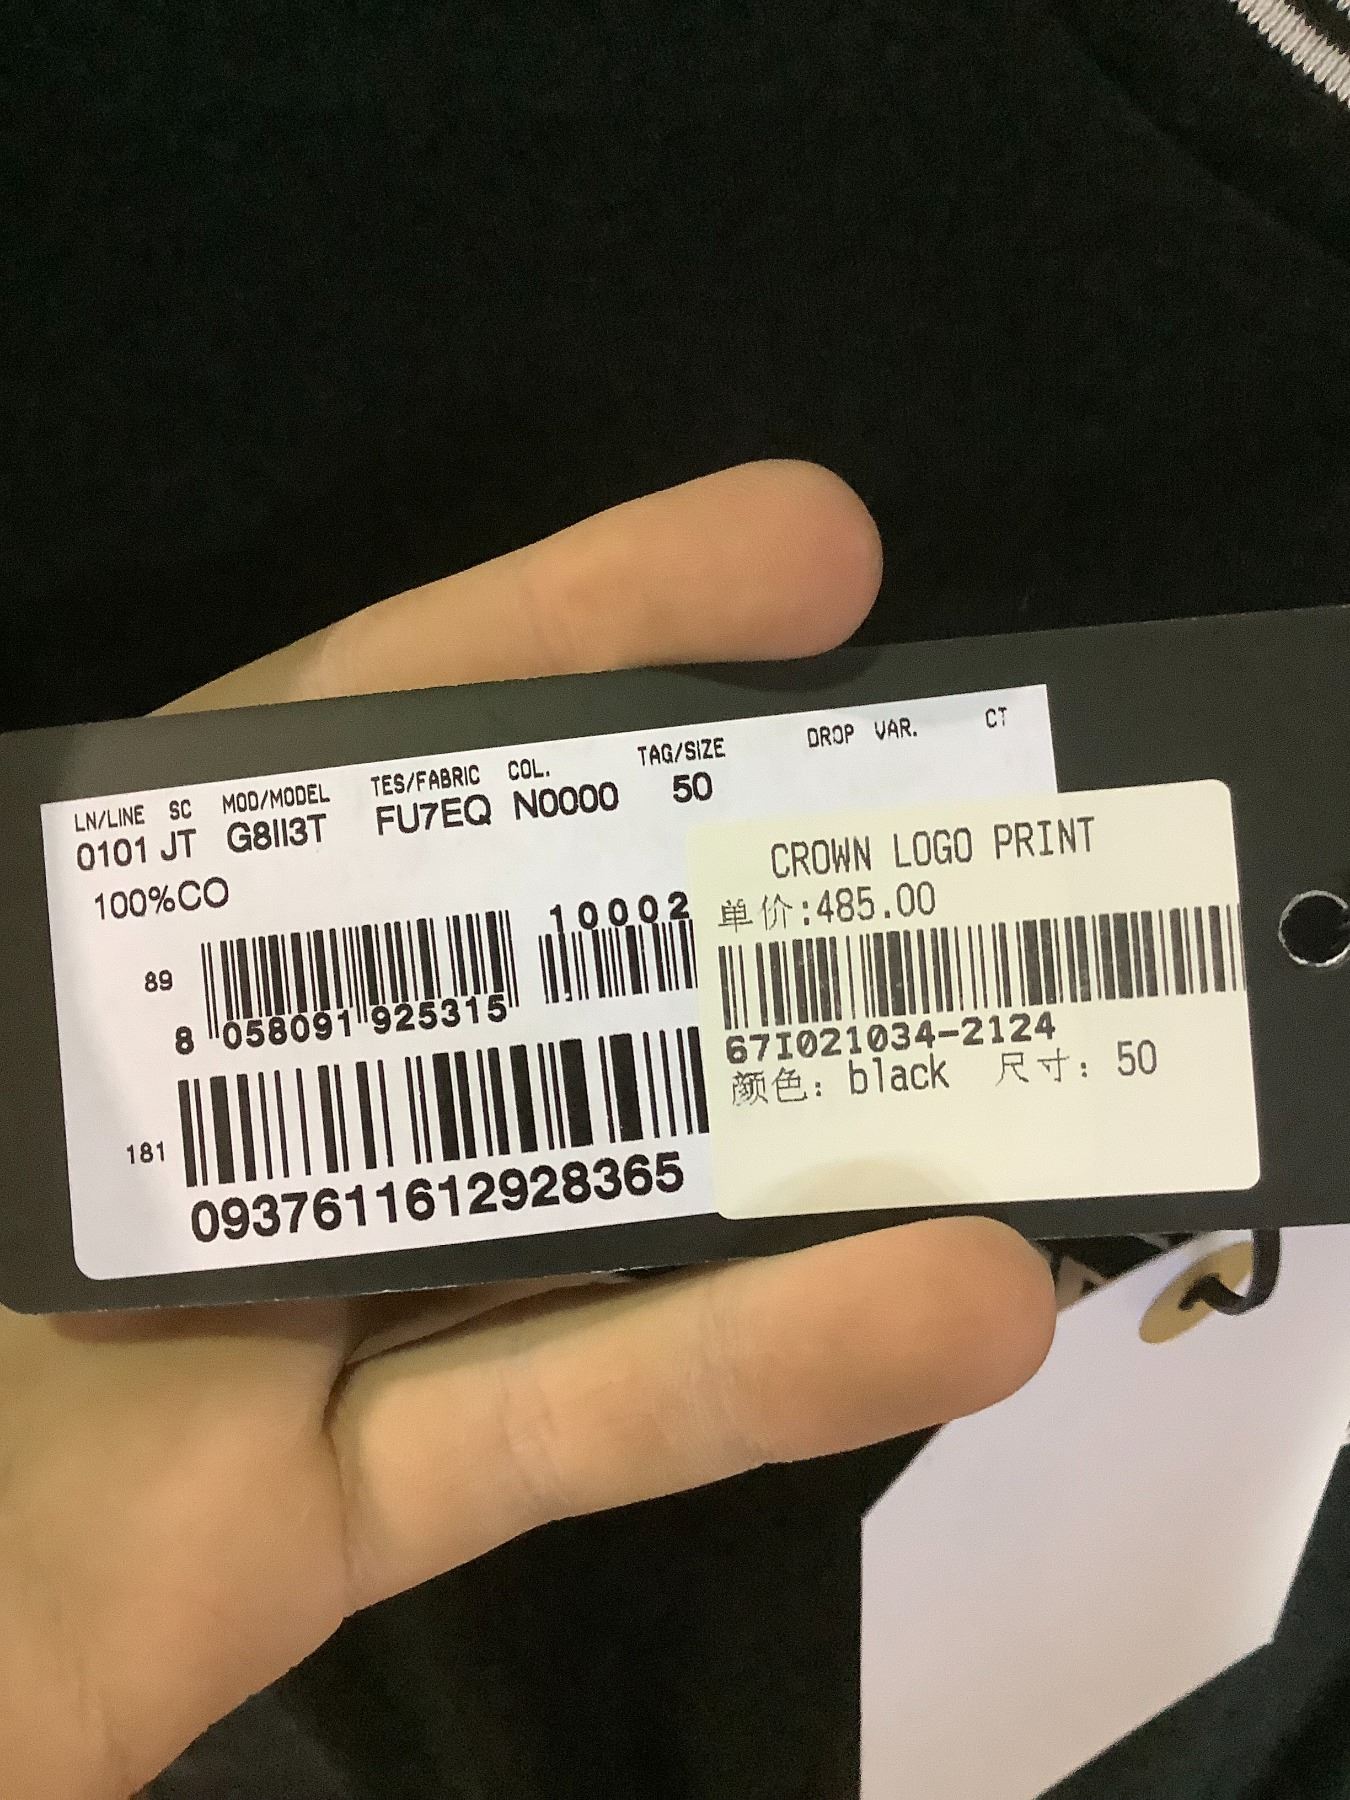 LN/LINE SC MOD/MODEL TES/FABRIC COL. TAG/SIZE DROP VAR. CT
0101 JT G8II3T FU7EQ N0000 50
100%CO
10002
89
8 058091 925315
181
0937611612928365
CROWN LOGO PRINT
单价:485.00
67I021034-2124
颜色: black 尺寸: 50